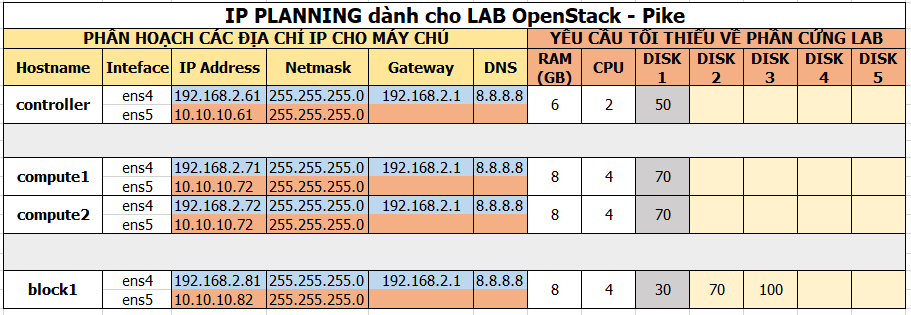 IP PLANNING dành cho LAB OpenStack - Pike
PHÂN HOẠCH CÁC ĐỊA CHỈ IP CHO MÁY CHỦ YÊU CẦU TỐI THIẾU VỀ PHẦN CỨNG LAB
Hostname Inteface IP Address Netmask Gateway DNS RAM (GB) CPU DISK 1 DISK 2 DISK 3 DISK 4 DISK 5
controller ens4 192.168.2.61 255.255.255.0 192.168.2.1 8.8.8.8 6 2 50
ens5 10.10.10.61 255.255.255.0
compute1 ens4 192.168.2.71 255.255.255.0 192.168.2.1 8.8.8.8 8 4 70
ens5 10.10.10.72 255.255.255.0
compute2 ens4 192.168.2.72 255.255.255.0 192.168.2.1 8.8.8.8 8 4 70
ens5 10.10.10.72 255.255.255.0
block1 ens4 192.168.2.81 255.255.255.0 192.168.2.1 8.8.8.8 8 4 30 70 100
ens5 10.10.10.82 255.255.255.0